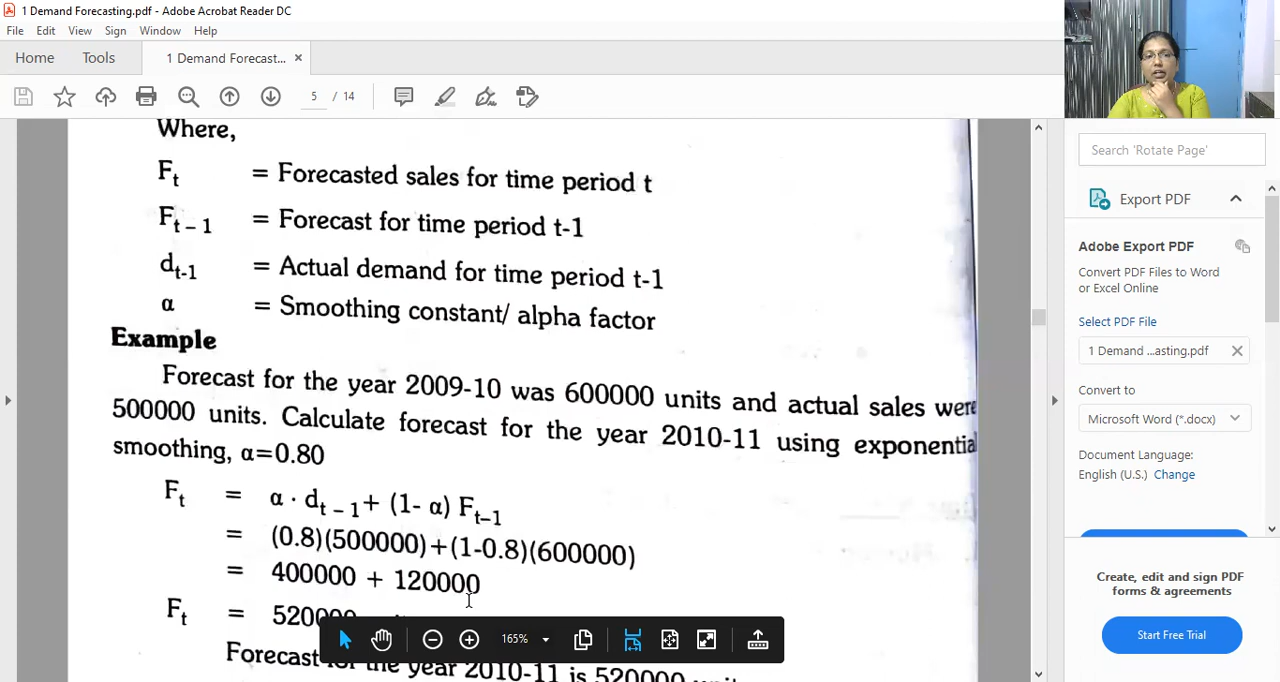 1 Demand Forecasting.pdf - Adobe Acrobat Reader DC
File Edit View Sign Window Help
Home Tools 1 Demand Forecast... ×
5 / 14
Where,
Ft = Forecasted sales for time period t
Ft – 1 = Forecast for time period t-1
dt-1 = Actual demand for time period t-1
α = Smoothing constant/ alpha factor
Example
Forecast for the year 2009-10 was 600000 units and actual sales were
500000 units. Calculate forecast for the year 2010-11 using exponential
smoothing, α=0.80
Ft = α · dt – 1 + (1- α) Ft–1
= (0.8)(500000)+(1-0.8)(600000)
= 400000 + 120000
Ft = 520000
Forecast for the year 2010-11 is 520000
165%
Search 'Rotate Page'
Export PDF
Adobe Export PDF
Convert PDF Files to Word
or Excel Online
Select PDF File
1 Demand ...asting.pdf
Convert to
Microsoft Word (*.docx)
Document Language:
English (U.S.) Change
Create, edit and sign PDF
forms & agreements
Start Free Trial